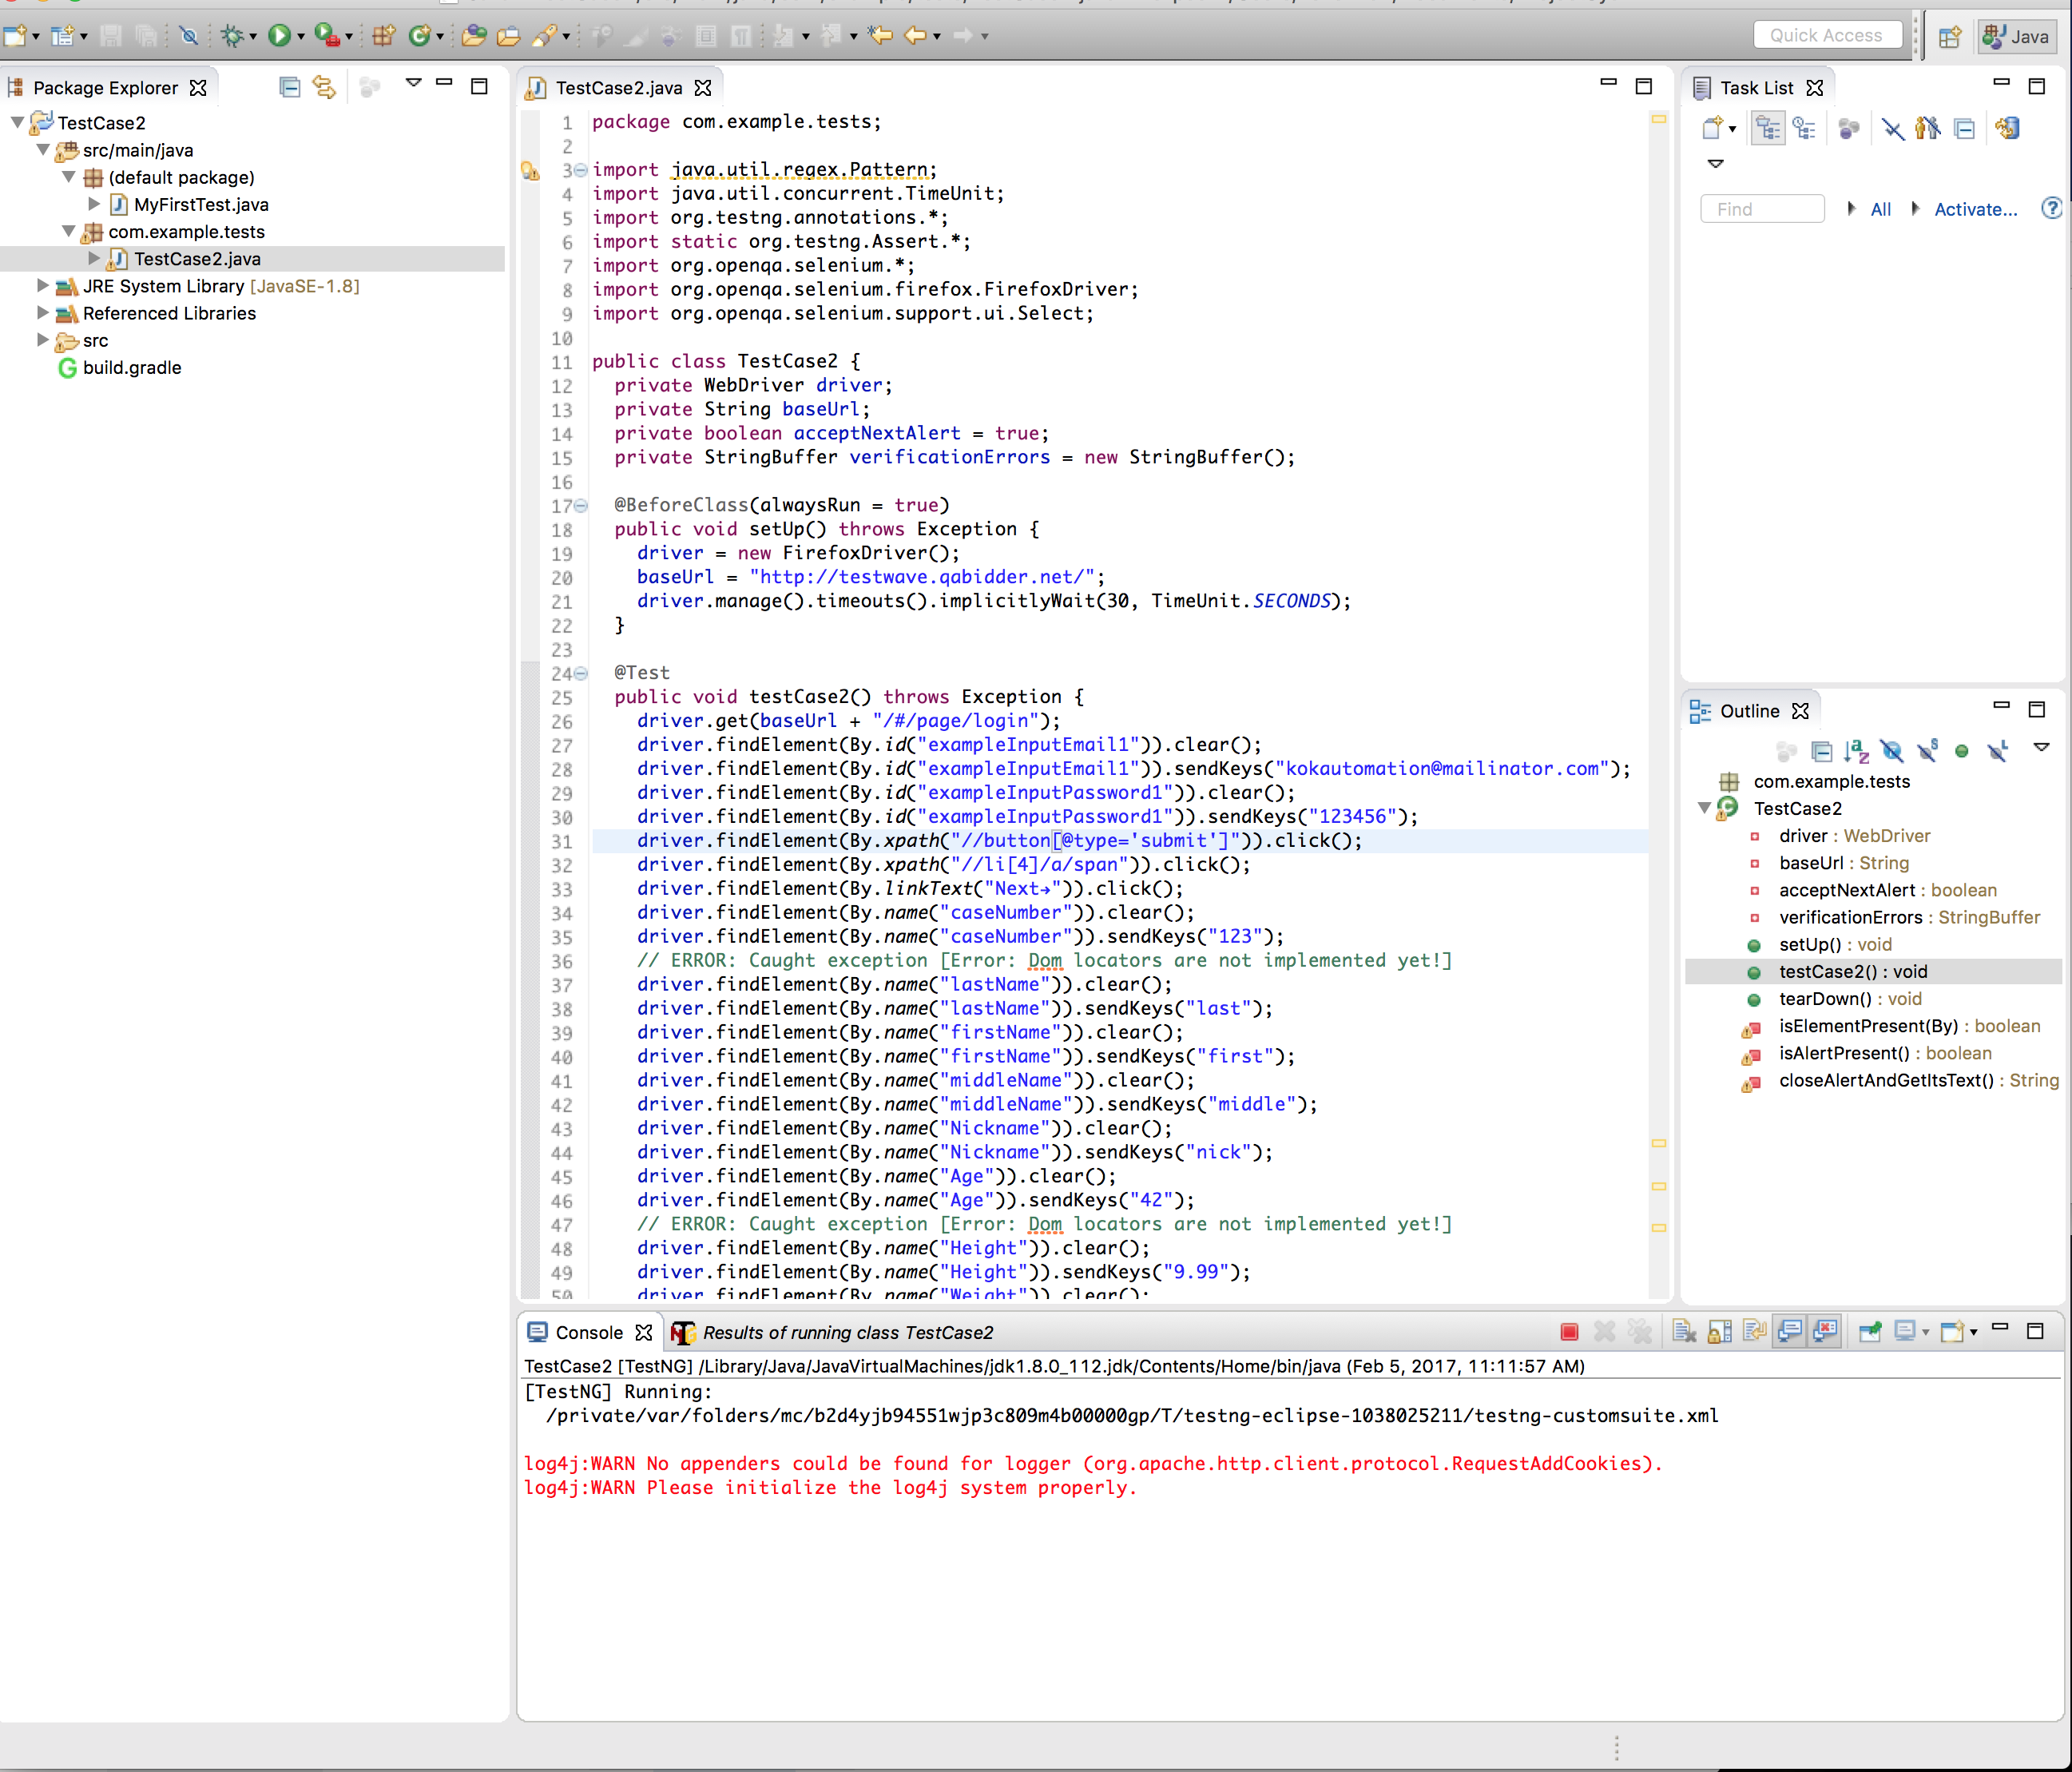 Quick Access
Java
Package Explorer
TestCase2
src/main/java
(default package)
MyFirstTest.java
com.example.tests
TestCase2.java
JRE System Library [JavaSE-1.8]
Referenced Libraries
src
build.gradle
TestCase2.java
1 package com.example.tests;
2
3 import java.util.regex.Pattern;
4 import java.util.concurrent.TimeUnit;
5 import org.testng.annotations.*;
6 import static org.testng.Assert.*;
7 import org.openqa.selenium.*;
8 import org.openqa.selenium.firefox.FirefoxDriver;
9 import org.openqa.selenium.support.ui.Select;
10
11 public class TestCase2 {
12 private WebDriver driver;
13 private String baseUrl;
14 private boolean acceptNextAlert = true;
15 private StringBuffer verificationErrors = new StringBuffer();
16
17 @BeforeClass(alwaysRun = true)
18 public void setUp() throws Exception {
19 driver = new FirefoxDriver();
20 baseUrl = "http://testwave.qabidder.net/";
21 driver.manage().timeouts().implicitlyWait(30, TimeUnit.SECONDS);
22 }
23
24 @Test
25 public void testCase2() throws Exception {
26 driver.get(baseUrl + "/#/page/login");
27 driver.findElement(By.id("exampleInputEmail1")).clear();
28 driver.findElement(By.id("exampleInputEmail1")).sendKeys("kokautomation@mailinator.com");
29 driver.findElement(By.id("exampleInputPassword1")).clear();
30 driver.findElement(By.id("exampleInputPassword1")).sendKeys("123456");
31 driver.findElement(By.xpath("//button[@type='submit']")).click();
32 driver.findElement(By.xpath("//li[4]/a/span")).click();
33 driver.findElement(By.linkText("Next→")).click();
34 driver.findElement(By.name("caseNumber")).clear();
35 driver.findElement(By.name("caseNumber")).sendKeys("123");
36 // ERROR: Caught exception [Error: Dom locators are not implemented yet!]
37 driver.findElement(By.name("lastName")).clear();
38 driver.findElement(By.name("lastName")).sendKeys("last");
39 driver.findElement(By.name("firstName")).clear();
40 driver.findElement(By.name("firstName")).sendKeys("first");
41 driver.findElement(By.name("middleName")).clear();
42 driver.findElement(By.name("middleName")).sendKeys("middle");
43 driver.findElement(By.name("Nickname")).clear();
44 driver.findElement(By.name("Nickname")).sendKeys("nick");
45 driver.findElement(By.name("Age")).clear();
46 driver.findElement(By.name("Age")).sendKeys("42");
47 // ERROR: Caught exception [Error: Dom locators are not implemented yet!]
48 driver.findElement(By.name("Height")).clear();
49 driver.findElement(By.name("Height")).sendKeys("9.99");
50 driver.findElement(By.name("Weight")).clear();
Task List
Find
All
Activate...
Outline
com.example.tests
TestCase2
driver : WebDriver
baseUrl : String
acceptNextAlert : boolean
verificationErrors : StringBuffer
setUp() : void
testCase2() : void
tearDown() : void
isElementPresent(By) : boolean
isAlertPresent() : boolean
closeAlertAndGetItsText() : String
Console
Results of running class TestCase2
TestCase2 [TestNG] /Library/Java/JavaVirtualMachines/jdk1.8.0_112.jdk/Contents/Home/bin/java (Feb 5, 2017, 11:11:57 AM)
[TestNG] Running:
/private/var/folders/mc/b2d4yjb94551wjp3c809m4b00000gp/T/testng-eclipse-1038025211/testng-customsuite.xml
log4j:WARN No appenders could be found for logger (org.apache.http.client.protocol.RequestAddCookies).
log4j:WARN Please initialize the log4j system properly.